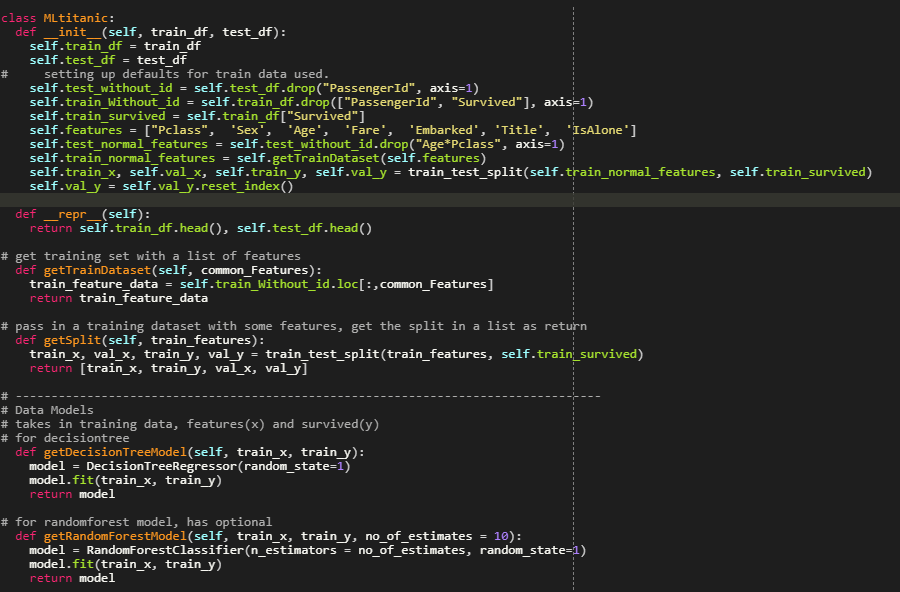 class MLtitanic:
  def __init__(self, train_df, test_df):
    self.train_df = train_df
    self.test_df = test_df
#     setting up defaults for train data used.
    self.test_without_id = self.test_df.drop("PassengerId", axis=1)
    self.train_Without_id = self.train_df.drop(["PassengerId", "Survived"], axis=1)
    self.train_survived = self.train_df["Survived"]
    self.features = ["Pclass",  'Sex',  'Age',  'Fare',  'Embarked', 'Title',  'IsAlone']
    self.test_normal_features = self.test_without_id.drop("Age*Pclass", axis=1)
    self.train_normal_features = self.getTrainDataset(self.features)
    self.train_x, self.val_x, self.train_y, self.val_y = train_test_split(self.train_normal_features, self.train_survived)
    self.val_y = self.val_y.reset_index()

  def __repr__(self):
    return self.train_df.head(), self.test_df.head()

# get training set with a list of features
  def getTrainDataset(self, common_Features):
    train_feature_data = self.train_Without_id.loc[:,common_Features]
    return train_feature_data

# pass in a training dataset with some features, get the split in a list as return
  def getSplit(self, train_features):
    train_x, val_x, train_y, val_y = train_test_split(train_features, self.train_survived)
    return [train_x, train_y, val_x, val_y]

# ----------------------------------------------------------------------------------
# Data Models
# takes in training data, features(x) and survived(y)
# for decisiontree
  def getDecisionTreeModel(self, train_x, train_y):
    model = DecisionTreeRegressor(random_state=1)
    model.fit(train_x, train_y)
    return model

# for randomforest model, has optional
  def getRandomForestModel(self, train_x, train_y, no_of_estimates = 10):
    model = RandomForestClassifier(n_estimators = no_of_estimates, random_state=1)
    model.fit(train_x, train_y)
    return model